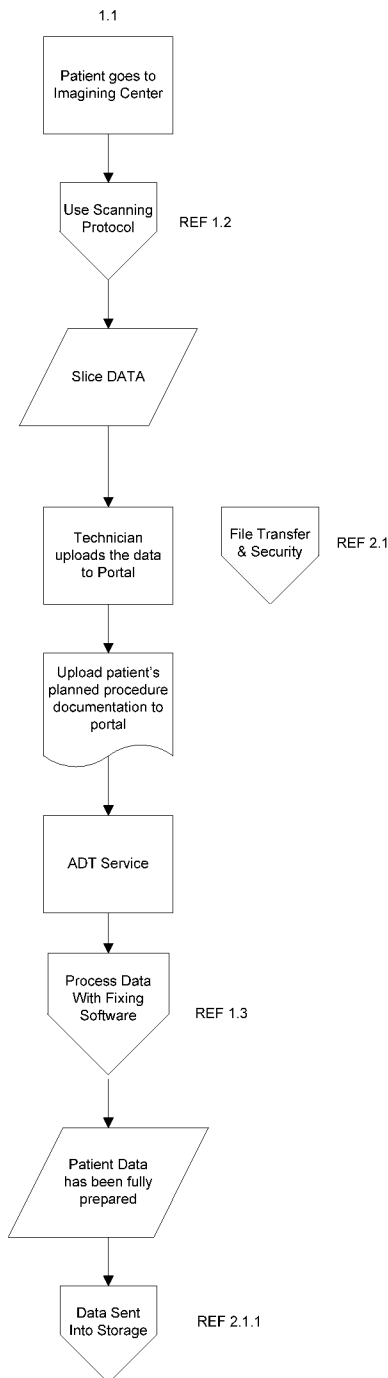 1.1
Patient goes to
Imagining Center
Use Scanning
Protocol
REF 1.2
Slice DATA
Technician
uploads the data
to Portal
File Transfer
& Security
REF 2.1
Upload patient's
planned procedure
documentation to
portal
ADT Service
Process Data
With Fixing
Software
REF 1.3
Patient Data
has been fully
prepared
Data Sent
Into Storage
REF 2.1.1